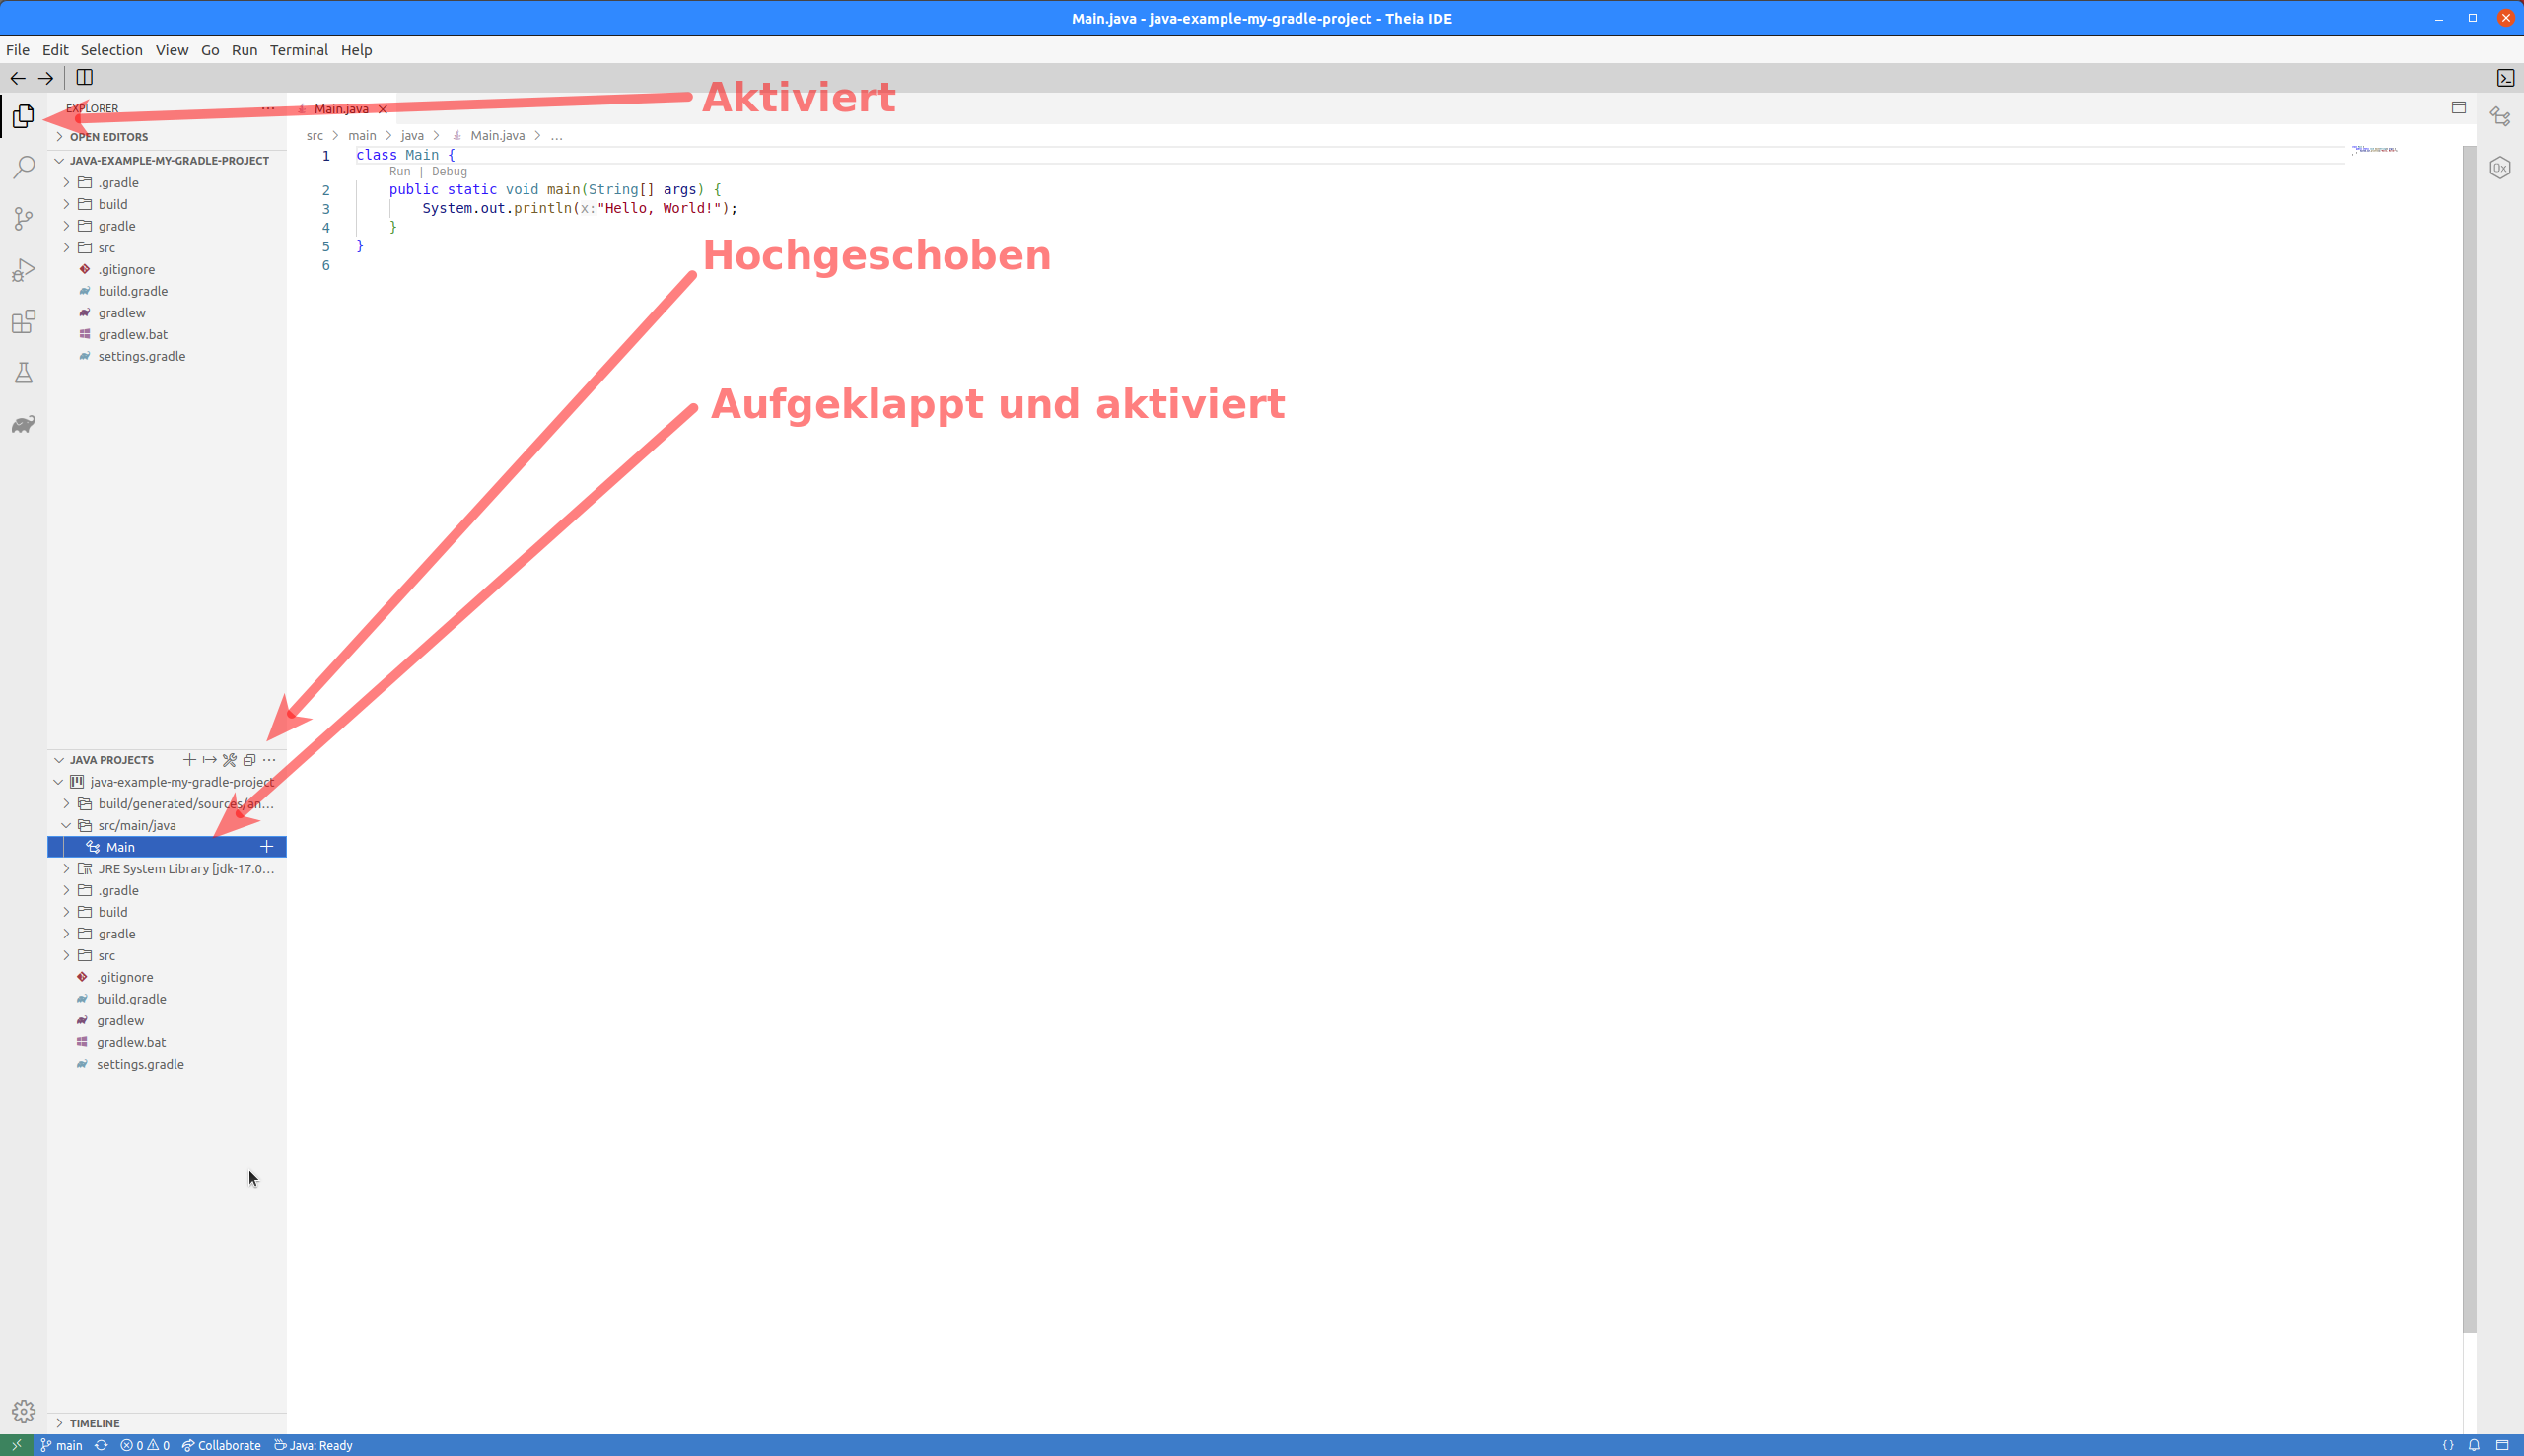 Main.java - java-example-my-gradle-project - Theia IDE
File Edit Selection View Go Run Terminal Help
EXPLORER
Main.java
Aktiviert
OPEN EDITORS
src > main > java > Main.java > ...
JAVA-EXAMPLE-MY-GRADLE-PROJECT
.gradle
build
gradle
src
.gitignore
build.gradle
gradlew
gradlew.bat
settings.gradle
1 class Main {
Run | Debug
2 public static void main(String[] args) {
3 System.out.println(x:"Hello, World!");
4 }
5 }
6
Hochgeschoben
Aufgeklappt und aktiviert
JAVA PROJECTS
java-example-my-gradle-project
build/generated/sources/an...
src/main/java
Main
JRE System Library [jdk-17.0...
.gradle
build
gradle
src
.gitignore
build.gradle
gradlew
gradlew.bat
settings.gradle
TIMELINE
main 0 0 Collaborate Java: Ready {}
0x